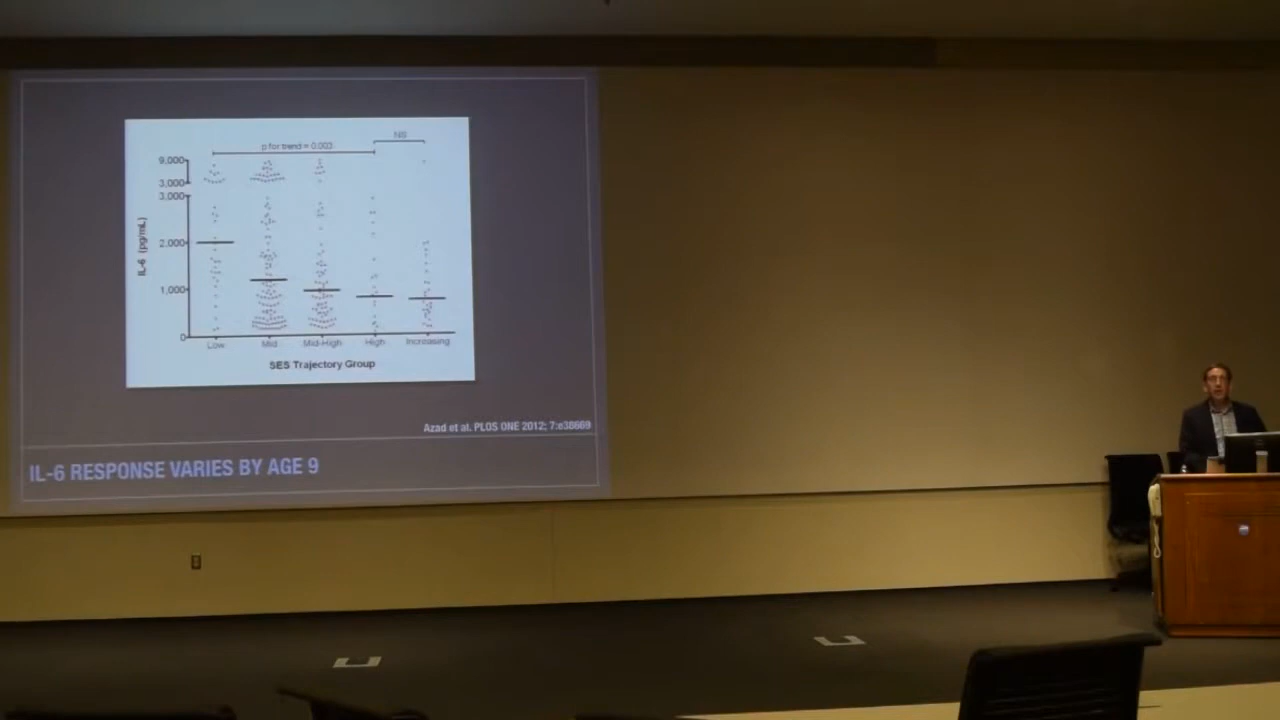 NS
p for trend = 0.003
9,000
3,000
3,000
2,000
1,000
0
IL-6 (pg/mL)
Low Mid Mid-High High Increasing
SES Trajectory Group
Azad et al. PLOS ONE 2012; 7:e38669
IL-6 RESPONSE VARIES BY AGE 9